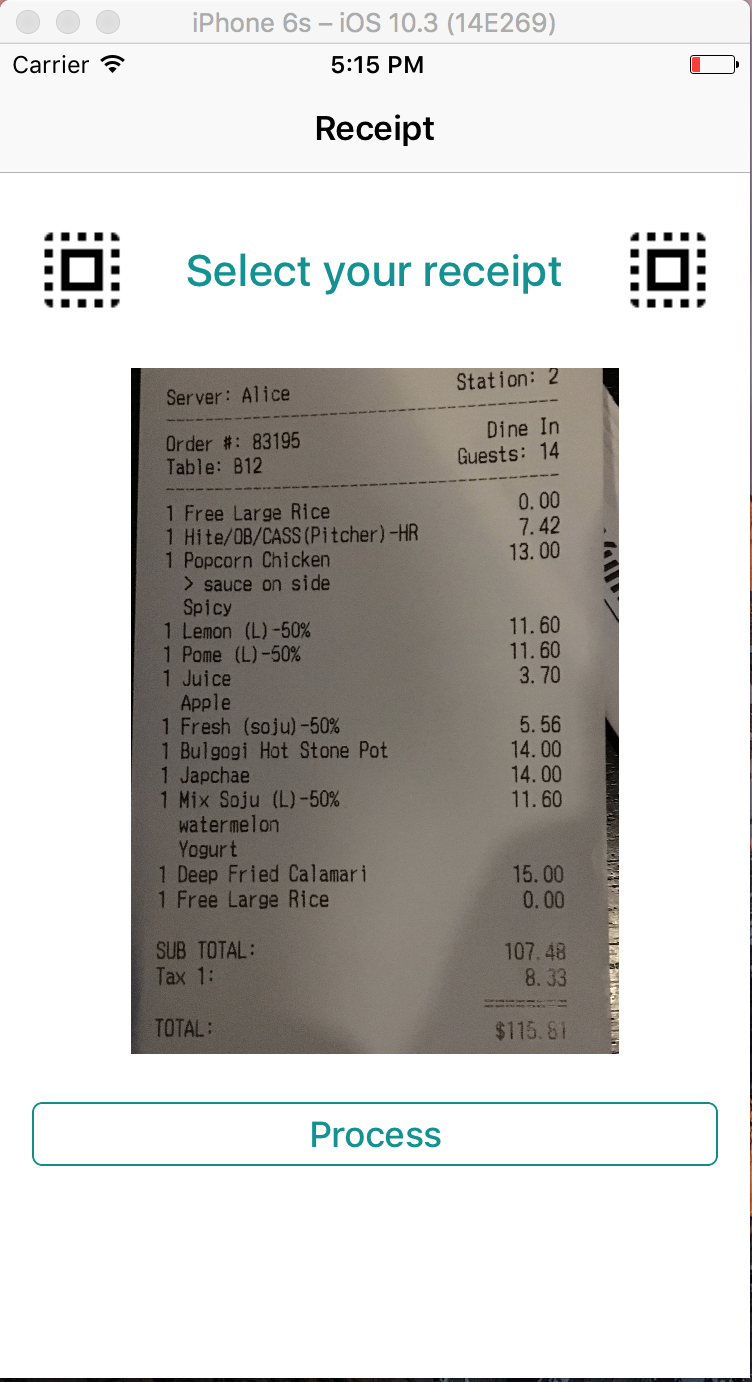 iPhone 6s – iOS 10.3 (14E269)
Carrier 5:15 PM
Receipt
Select your receipt
Station: 2
Server: Alice
Order #: 83195 Dine In
Table: B12 Guests: 14
1 Free Large Rice 0.00
1 Hite/OB/CASS(Pitcher)-HR 7.42
1 Popcorn Chicken 13.00
> sauce on side
Spicy
1 Lemon (L)-50% 11.60
1 Pome (L)-50% 11.60
1 Juice 3.70
Apple
1 Fresh (soju)-50% 5.56
1 Bulgogi Hot Stone Pot 14.00
1 Japchae 14.00
1 Mix Soju (L)-50% 11.60
watermelon
Yogurt
1 Deep Fried Calamari 15.00
1 Free Large Rice 0.00
SUB TOTAL: 107.48
Tax 1: 8.33
TOTAL: $115.81
Process